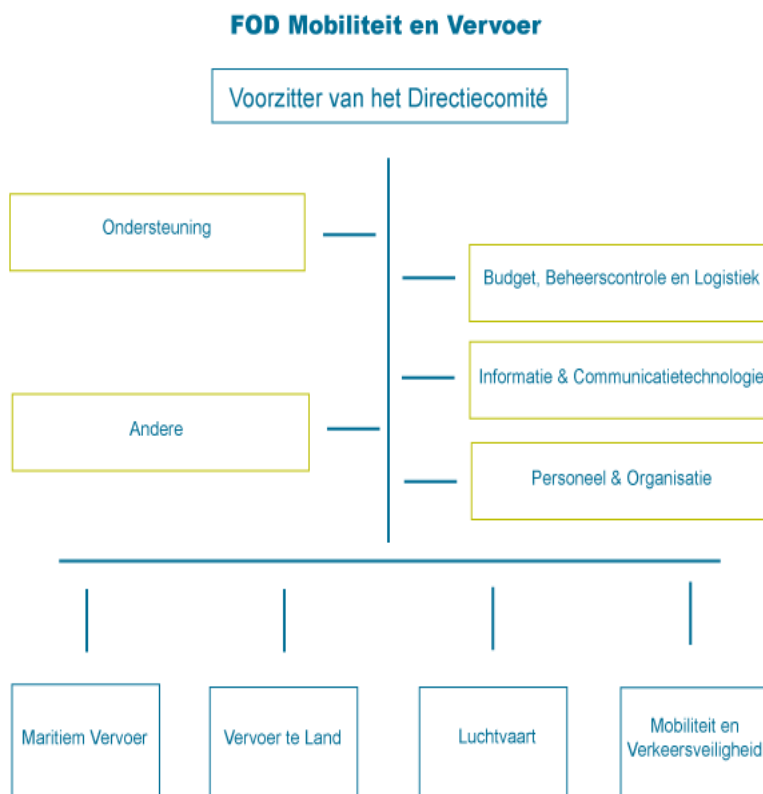 FOD Mobiliteit en Vervoer
Voorzitter van het Directiecomité
Ondersteuning
Budget, Beheerscontrole en Logistiek
Informatie & Communicatietechnologie
Andere
Personeel & Organisatie
Maritiem Vervoer
Vervoer te Land
Luchtvaart
Mobiliteit en
Verkeersveiligheid